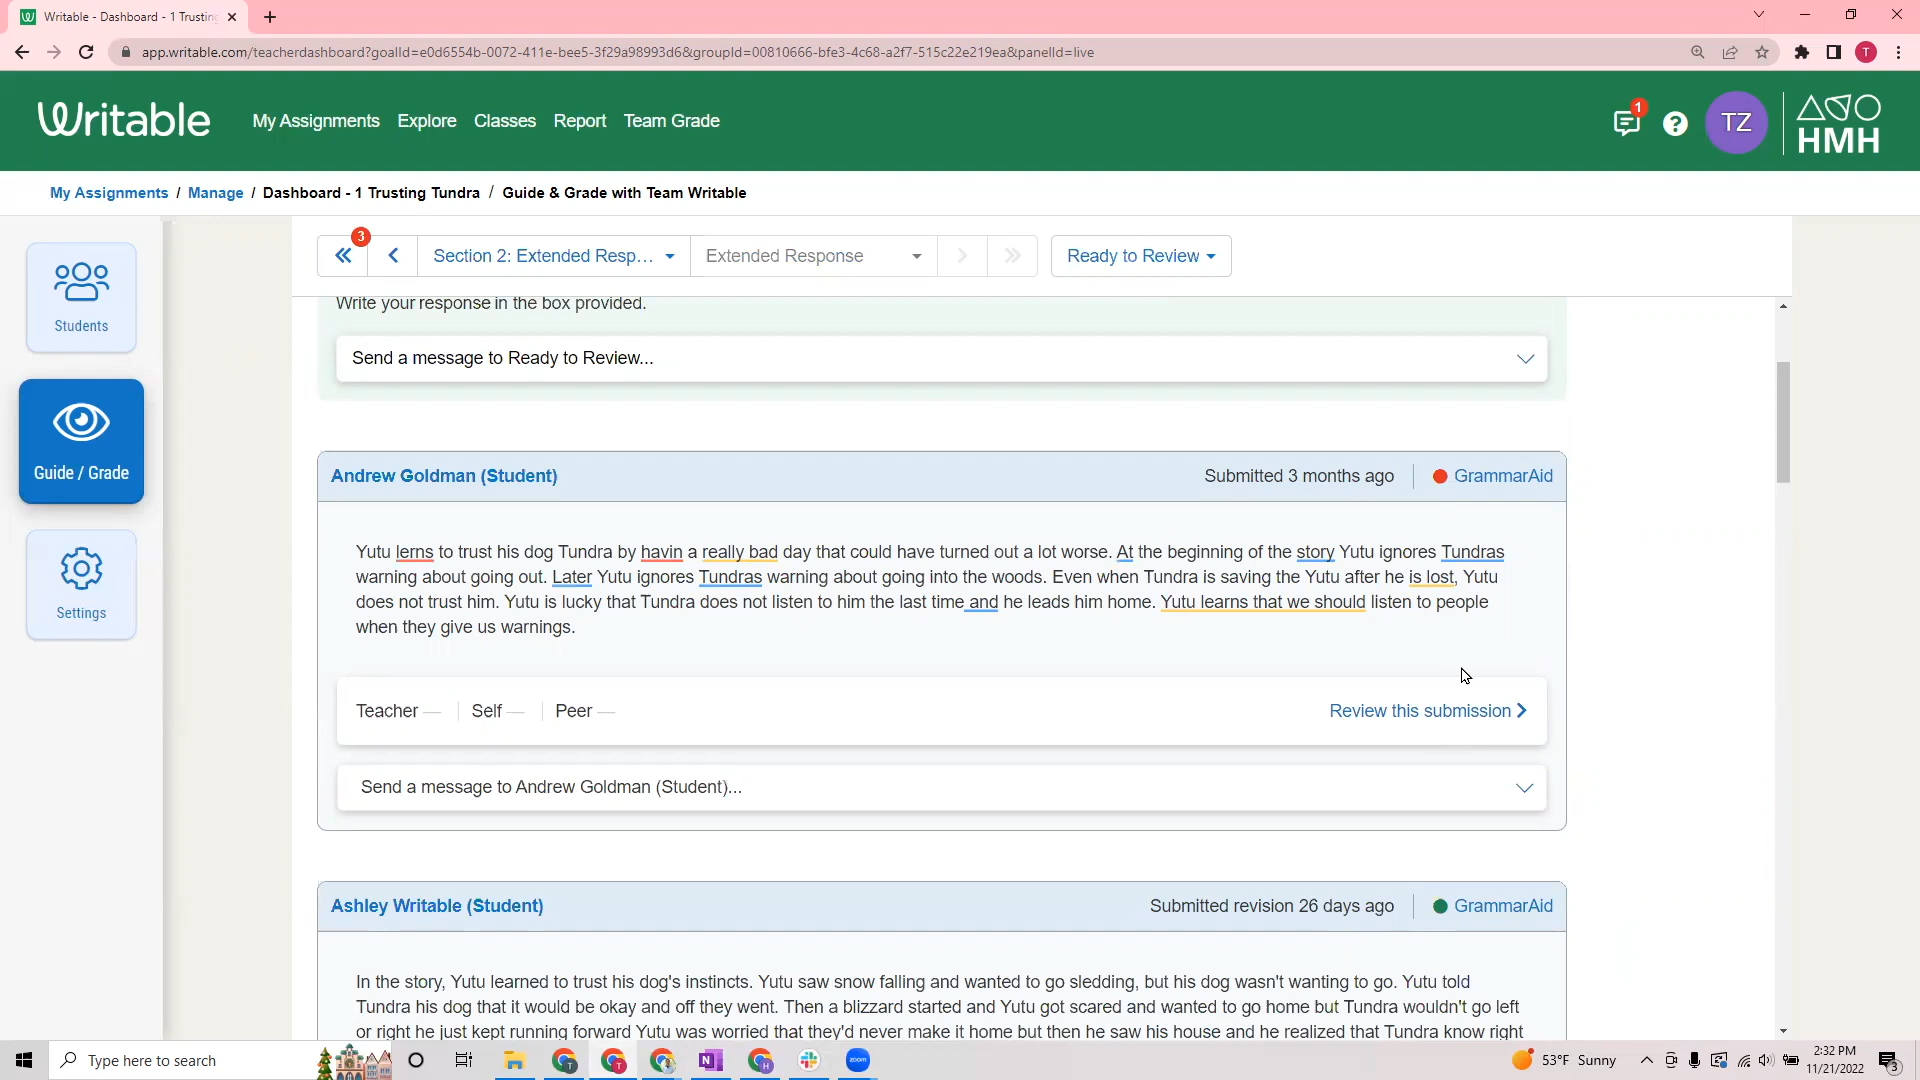 Writable - Dashboard - 1 Trusting
app.writable.com/teacherdashboard?goalId=e0d6554b-0072-411e-bee5-3f29a98993d6&groupId=00810666-bfe3-4c68-a2f7-515c22e219ea&panelId=live
T
Writable
My Assignments Explore Classes Report Team Grade
1
?
TZ
HMH
My Assignments / Manage / Dashboard - 1 Trusting Tundra / Guide & Grade with Team Writable
Students
Guide / Grade
Settings
3
Section 2: Extended Resp... Extended Response Ready to Review
Write your response in the box provided.
Send a message to Ready to Review...
Andrew Goldman (Student) Submitted 3 months ago GrammarAid
Yutu lerns to trust his dog Tundra by havin a really bad day that could have turned out a lot worse. At the beginning of the story Yutu ignores Tundras
warning about going out. Later Yutu ignores Tundras warning about going into the woods. Even when Tundra is saving the Yutu after he is lost, Yutu
does not trust him. Yutu is lucky that Tundra does not listen to him the last time and he leads him home. Yutu learns that we should listen to people
when they give us warnings.
Teacher — Self — Peer — Review this submission
Send a message to Andrew Goldman (Student)...
Ashley Writable (Student) Submitted revision 26 days ago GrammarAid
In the story, Yutu learned to trust his dog's instincts. Yutu saw snow falling and wanted to go sledding, but his dog wasn't wanting to go. Yutu told
Tundra his dog that it would be okay and off they went. Then a blizzard started and Yutu got scared and wanted to go home but Tundra wouldn't go left
or right he just kept running forward Yutu was worried that they'd never make it home but then he saw his house and he realized that Tundra know right
Type here to search
T
T
N
H
zoom
53°F Sunny
2:32 PM
11/21/2022
3